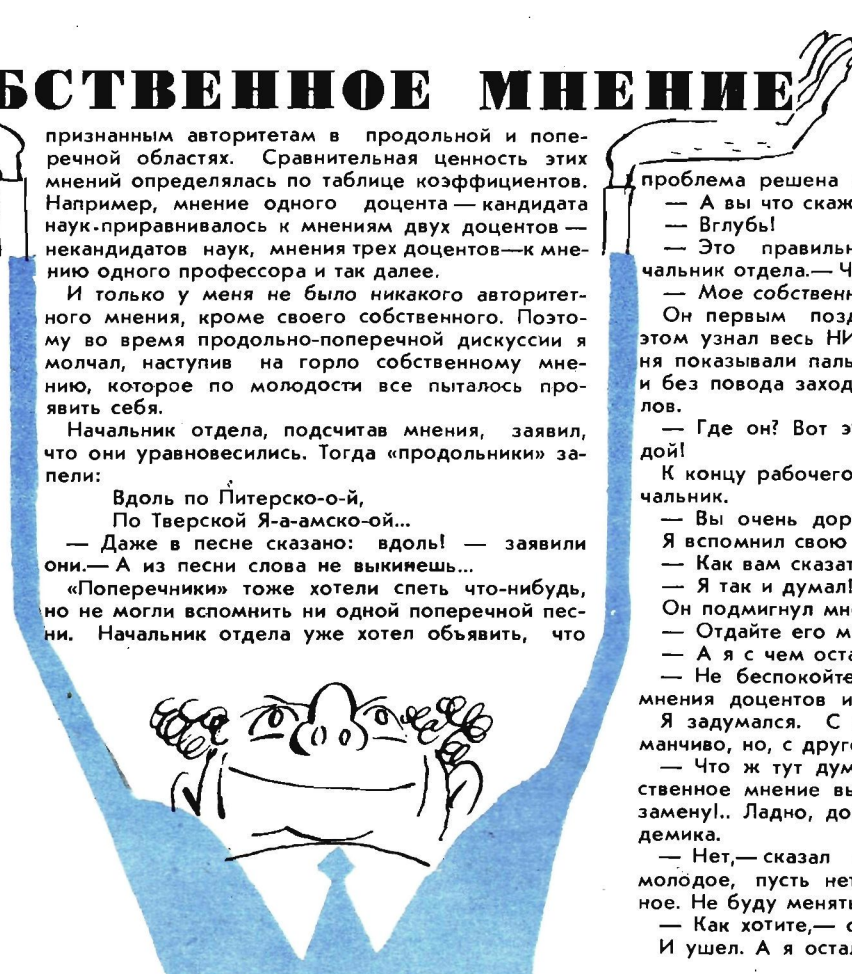 БСТВЕННОЕ МНЕНИЕ
признанным авторитетам в продольной и попе-
речной областях. Сравнительная ценность этих
мнений определялась по таблице коэффициентов.
Например, мнение одного доцента — кандидата
наук приравнивалось к мнениям двух доцентов —
некандидатов наук, мнения трех доцентов—к мне-
нию одного профессора и так далее.
И только у меня не было никакого авторитет-
ного мнения, кроме своего собственного. Поэто-
му во время продольно-поперечной дискуссии я
молчал, наступив на горло собственному мне-
нию, которое по молодости все пыталось про-
явить себя.
Начальник отдела, подсчитав мнения, заявил,
что они уравновесились. Тогда «продольники» за-
пели:
Вдоль по Питерско-о-й,
По Тверской Я-а-амско-ой...
— Даже в песне сказано: вдоль! — заявили
они.— А из песни слова не выкинешь...
«Поперечники» тоже хотели спеть что-нибудь,
но не могли вспомнить ни одной поперечной пес-
ни. Начальник отдела уже хотел объявить, что
проблема решена
— А вы что скаж
— Вглубь!
— Это правильн
чальник отдела.— Ч
— Мое собственн
Он первым позд
этом узнал весь НИ
ня показывали паль
и без повода заход
лов.
— Где он? Вот э
дой!
К концу рабочего
чальник.
— Вы очень дор
Я вспомнил свою
— Как вам сказат
— Я так и думал!
Он подмигнул мн
— Отдайте его м
— А я с чем оста
— Не беспокойте
мнения доцентов и
Я задумался. С
манчиво, но, с друг
— Что ж тут дум
ственное мнение вы
замену!.. Ладно, до
демика.
— Нет,— сказал
молодое, пусть нет
ное. Не буду менять
— Как хотите,— с
И ушел. А я остал